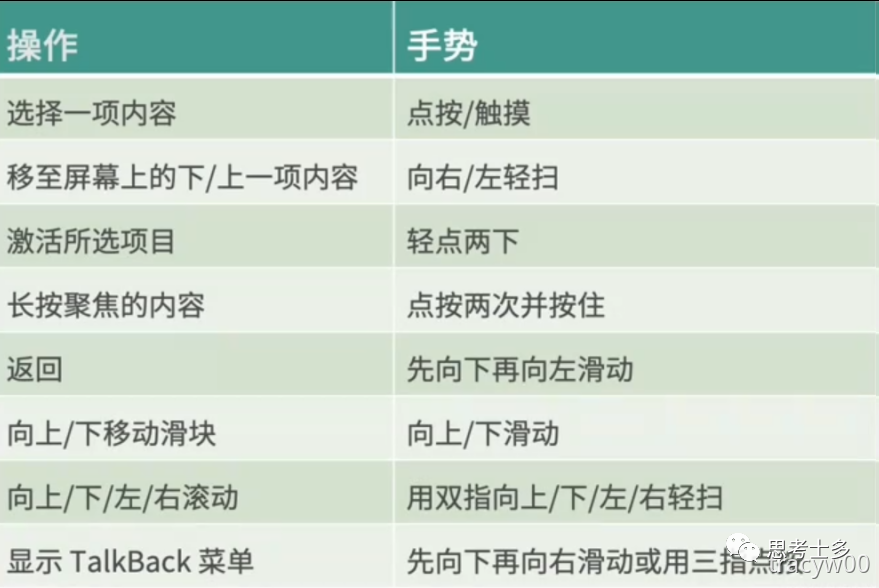 操作 手势
选择一项内容 点按/触摸
移至屏幕上的下/上一项内容 向右/左轻扫
激活所选项目 轻点两下
长按聚焦的内容 点按两次并按住
返回 先向下再向左滑动
向上/下移动滑块 向上/下滑动
向上/下/左/右滚动 用双指向上/下/左/右轻扫
显示 TalkBack 菜单 先向下再向右滑动或用三指点按
思考士多
tracyw00